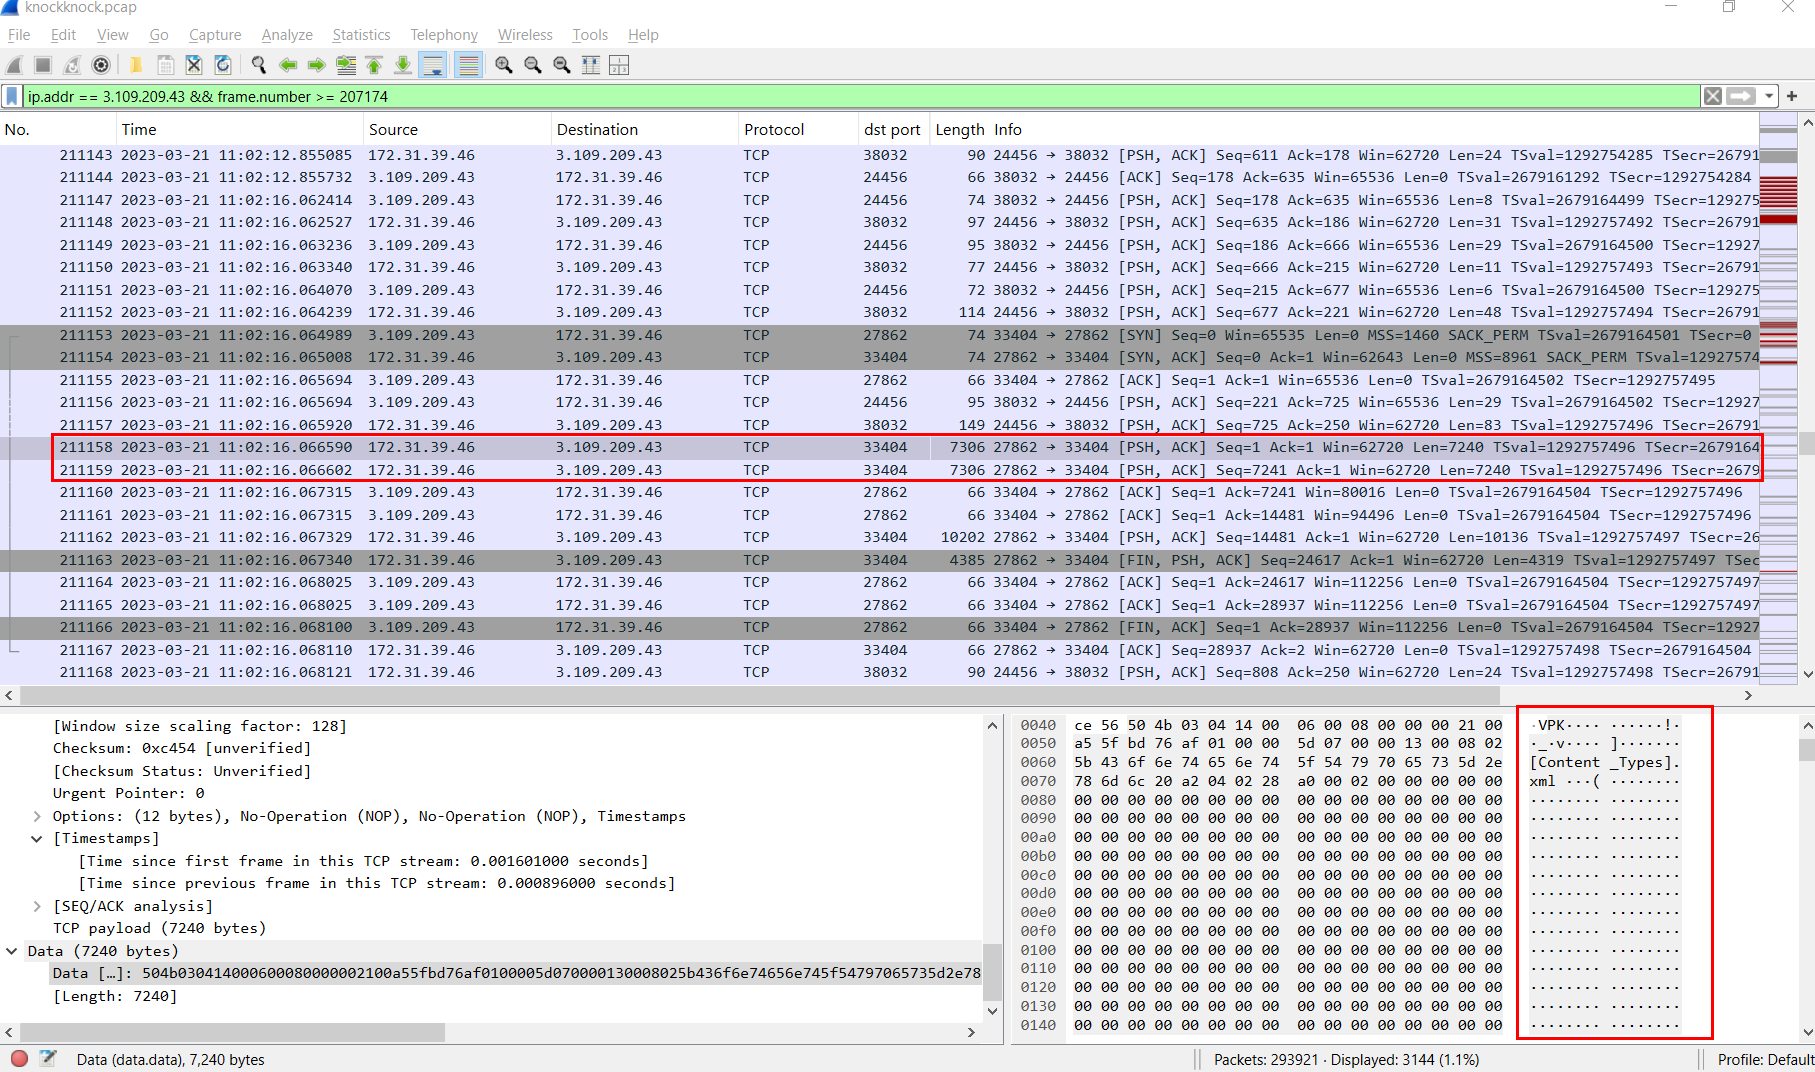 knockknock.pcap
File Edit View Go Capture Analyze Statistics Telephony Wireless Tools Help
ip.addr == 3.109.209.43 && frame.number >= 207174
No. Time Source Destination Protocol dst port Length Info
211143 2023-03-21 11:02:12.855085 172.31.39.46 3.109.209.43 TCP 38032 90 24456 → 38032 [PSH, ACK] Seq=611 Ack=178 Win=62720 Len=24 TSval=1292754285 TSecr=26791
211144 2023-03-21 11:02:12.855732 172.31.39.46 3.109.209.43 TCP 24456 66 38032 → 24456 [ACK] Seq=178 Ack=635 Win=65536 Len=0 TSval=2679161292 TSecr=1292754284
211147 2023-03-21 11:02:16.062414 3.109.209.43 172.31.39.46 TCP 24456 74 38032 → 24456 [PSH, ACK] Seq=178 Ack=635 Win=65536 Len=8 TSval=2679164499 TSecr=129275
211148 2023-03-21 11:02:16.062527 172.31.39.46 3.109.209.43 TCP 38032 97 24456 → 38032 [PSH, ACK] Seq=635 Ack=186 Win=62720 Len=31 TSval=1292757492 TSecr=26791
211149 2023-03-21 11:02:16.063236 3.109.209.43 172.31.39.46 TCP 24456 95 38032 → 24456 [PSH, ACK] Seq=186 Ack=666 Win=65536 Len=29 TSval=2679164500 TSecr=12927
211150 2023-03-21 11:02:16.063340 172.31.39.46 3.109.209.43 TCP 38032 77 24456 → 38032 [PSH, ACK] Seq=666 Ack=215 Win=62720 Len=11 TSval=1292757493 TSecr=26791
211151 2023-03-21 11:02:16.064070 3.109.209.43 172.31.39.46 TCP 24456 72 38032 → 24456 [PSH, ACK] Seq=215 Ack=677 Win=65536 Len=6 TSval=2679164500 TSecr=129275
211152 2023-03-21 11:02:16.064239 172.31.39.46 3.109.209.43 TCP 38032 114 24456 → 38032 [PSH, ACK] Seq=677 Ack=221 Win=62720 Len=48 TSval=1292757494 TSecr=26791
211153 2023-03-21 11:02:16.064989 3.109.209.43 172.31.39.46 TCP 27862 74 33404 → 27862 [SYN] Seq=0 Win=65535 Len=0 MSS=1460 SACK_PERM TSval=2679164501 TSecr=0
211154 2023-03-21 11:02:16.065008 172.31.39.46 3.109.209.43 TCP 33404 74 27862 → 33404 [SYN, ACK] Seq=0 Ack=1 Win=62643 Len=0 MSS=8961 SACK_PERM TSval=12927574
211155 2023-03-21 11:02:16.065694 3.109.209.43 172.31.39.46 TCP 27862 66 33404 → 27862 [ACK] Seq=1 Ack=1 Win=65536 Len=0 TSval=2679164502 TSecr=1292757495
211156 2023-03-21 11:02:16.065694 3.109.209.43 172.31.39.46 TCP 24456 95 38032 → 24456 [PSH, ACK] Seq=221 Ack=725 Win=65536 Len=29 TSval=2679164502 TSecr=12927
211157 2023-03-21 11:02:16.065920 172.31.39.46 3.109.209.43 TCP 38032 149 24456 → 38032 [PSH, ACK] Seq=725 Ack=250 Win=62720 Len=83 TSval=1292757496 TSecr=26791
211158 2023-03-21 11:02:16.066590 172.31.39.46 3.109.209.43 TCP 33404 7306 27862 → 33404 [PSH, ACK] Seq=1 Ack=1 Win=62720 Len=7240 TSval=1292757496 TSecr=2679164
211159 2023-03-21 11:02:16.066602 172.31.39.46 3.109.209.43 TCP 33404 7306 27862 → 33404 [PSH, ACK] Seq=7241 Ack=1 Win=62720 Len=7240 TSval=1292757496 TSecr=2679
211160 2023-03-21 11:02:16.067315 3.109.209.43 172.31.39.46 TCP 27862 66 33404 → 27862 [ACK] Seq=1 Ack=7241 Win=80016 Len=0 TSval=2679164504 TSecr=1292757496
211161 2023-03-21 11:02:16.067315 3.109.209.43 172.31.39.46 TCP 27862 66 33404 → 27862 [ACK] Seq=1 Ack=14481 Win=94496 Len=0 TSval=2679164504 TSecr=1292757496
211162 2023-03-21 11:02:16.067329 172.31.39.46 3.109.209.43 TCP 33404 10202 27862 → 33404 [PSH, ACK] Seq=14481 Ack=1 Win=62720 Len=10136 TSval=1292757497 TSecr=26
211163 2023-03-21 11:02:16.067340 172.31.39.46 3.109.209.43 TCP 33404 4385 27862 → 33404 [FIN, PSH, ACK] Seq=24617 Ack=1 Win=62720 Len=4319 TSval=1292757497 TSec
211164 2023-03-21 11:02:16.068025 3.109.209.43 172.31.39.46 TCP 27862 66 33404 → 27862 [ACK] Seq=1 Ack=24617 Win=112256 Len=0 TSval=2679164504 TSecr=1292757497
211165 2023-03-21 11:02:16.068025 3.109.209.43 172.31.39.46 TCP 27862 66 33404 → 27862 [ACK] Seq=1 Ack=28937 Win=112256 Len=0 TSval=2679164504 TSecr=1292757497
211166 2023-03-21 11:02:16.068100 3.109.209.43 172.31.39.46 TCP 27862 66 33404 → 27862 [FIN, ACK] Seq=1 Ack=28937 Win=112256 Len=0 TSval=2679164504 TSecr=12927
211167 2023-03-21 11:02:16.068110 172.31.39.46 3.109.209.43 TCP 33404 66 27862 → 33404 [ACK] Seq=28937 Ack=2 Win=62720 Len=0 TSval=1292757498 TSecr=2679164504
211168 2023-03-21 11:02:16.068121 172.31.39.46 3.109.209.43 TCP 38032 90 24456 → 38032 [PSH, ACK] Seq=808 Ack=250 Win=62720 Len=24 TSval=1292757498 TSecr=26791
[Window size scaling factor: 128]
Checksum: 0xc454 [unverified]
[Checksum Status: Unverified]
Urgent Pointer: 0
Options: (12 bytes), No-Operation (NOP), No-Operation (NOP), Timestamps
[Timestamps]
[Time since first frame in this TCP stream: 0.001601000 seconds]
[Time since previous frame in this TCP stream: 0.000896000 seconds]
[SEQ/ACK analysis]
TCP payload (7240 bytes)
Data (7240 bytes)
Data […]: 504b030414000600080000002100a55fbd76af0100005d070000130008025b436f6e74656e745f54797065735d2e78
[Length: 7240]
0040 ce 56 50 4b 03 04 14 00 06 00 08 00 00 00 21 00 ·VPK···· ······!·
0050 a5 5f bd 76 af 01 00 00 5d 07 00 00 13 00 08 02 ·_·v···· ]·······
0060 5b 43 6f 6e 74 65 6e 74 5f 54 79 70 65 73 5d 2e [Content _Types].
0070 78 6d 6c 20 a2 04 02 28 a0 00 02 00 00 00 00 00 xml ···( ········
0080 00 00 00 00 00 00 00 00 00 00 00 00 00 00 00 00 ········ ········
0090 00 00 00 00 00 00 00 00 00 00 00 00 00 00 00 00 ········ ········
00a0 00 00 00 00 00 00 00 00 00 00 00 00 00 00 00 00 ········ ········
00b0 00 00 00 00 00 00 00 00 00 00 00 00 00 00 00 00 ········ ········
00c0 00 00 00 00 00 00 00 00 00 00 00 00 00 00 00 00 ········ ········
00d0 00 00 00 00 00 00 00 00 00 00 00 00 00 00 00 00 ········ ········
00e0 00 00 00 00 00 00 00 00 00 00 00 00 00 00 00 00 ········ ········
00f0 00 00 00 00 00 00 00 00 00 00 00 00 00 00 00 00 ········ ········
0100 00 00 00 00 00 00 00 00 00 00 00 00 00 00 00 00 ········ ········
0110 00 00 00 00 00 00 00 00 00 00 00 00 00 00 00 00 ········ ········
0120 00 00 00 00 00 00 00 00 00 00 00 00 00 00 00 00 ········ ········
0130 00 00 00 00 00 00 00 00 00 00 00 00 00 00 00 00 ········ ········
0140 00 00 00 00 00 00 00 00 00 00 00 00 00 00 00 00 ········ ········
Data (data.data), 7,240 bytes
Packets: 293921 · Displayed: 3144 (1.1%)
Profile: Default